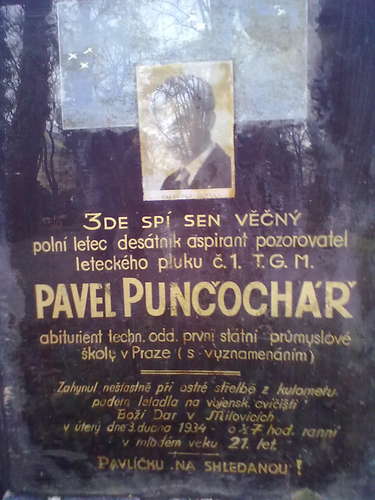 ZDE SPÍ SEN VĚČNÝ
polní letec desátník aspirant pozorovatel
leteckého pluku č. 1. T. G. M.
PAVEL PUNČOCHÁŘ
abiturient techn. odd. první státní průmyslové
školy v Praze ( s vyznamenáním )
Zahynul nešťastně při ostré střelbě z kulometu
pádem letadla na vojensk. cvičišti
Boží Dar v Milovicích
v úterý dne 3. dubna 1934 o 7 hod. ranní
v mladém věku 21. let.
PAVLÍČKU NA SHLEDANOU !